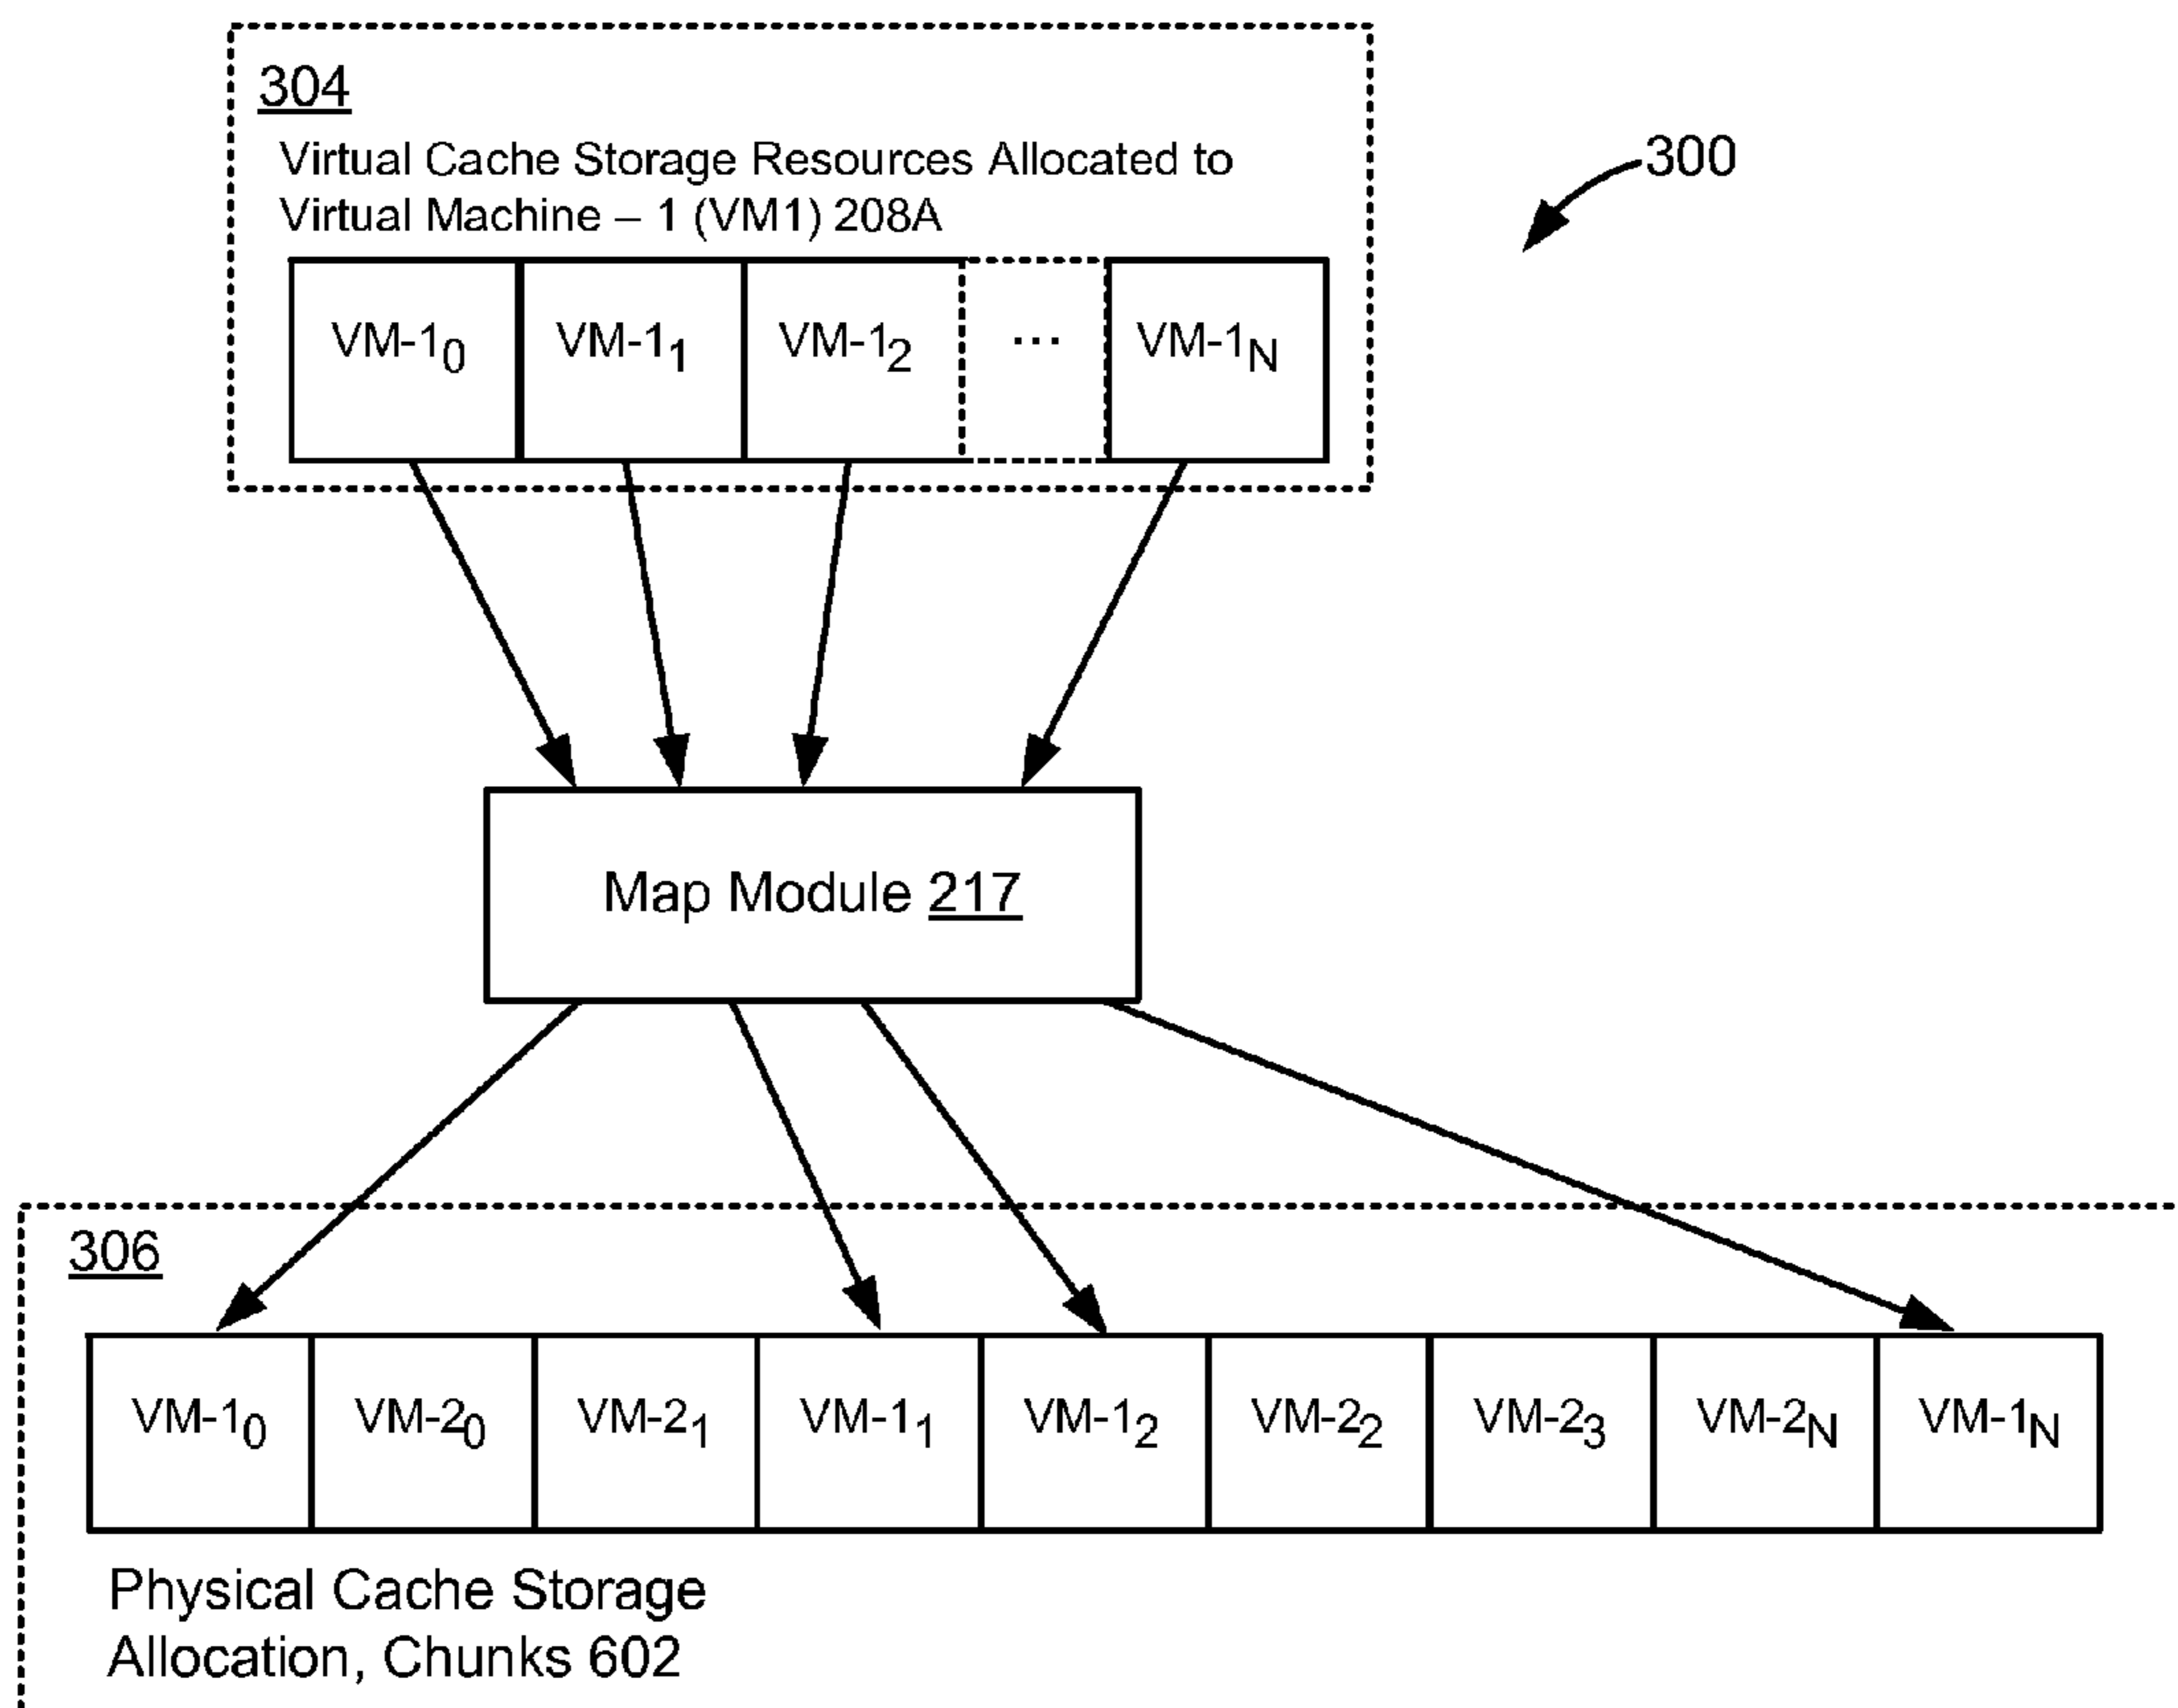 304
Virtual Cache Storage Resources Allocated to
Virtual Machine – 1 (VM1) 208A
300
VM-1₀ VM-1₁ VM-1₂ ... VM-1N
Map Module 217
306
VM-1₀ VM-2₀ VM-2₁ VM-1₁ VM-1₂ VM-2₂ VM-2₃ VM-2N VM-1N
Physical Cache Storage
Allocation, Chunks 602